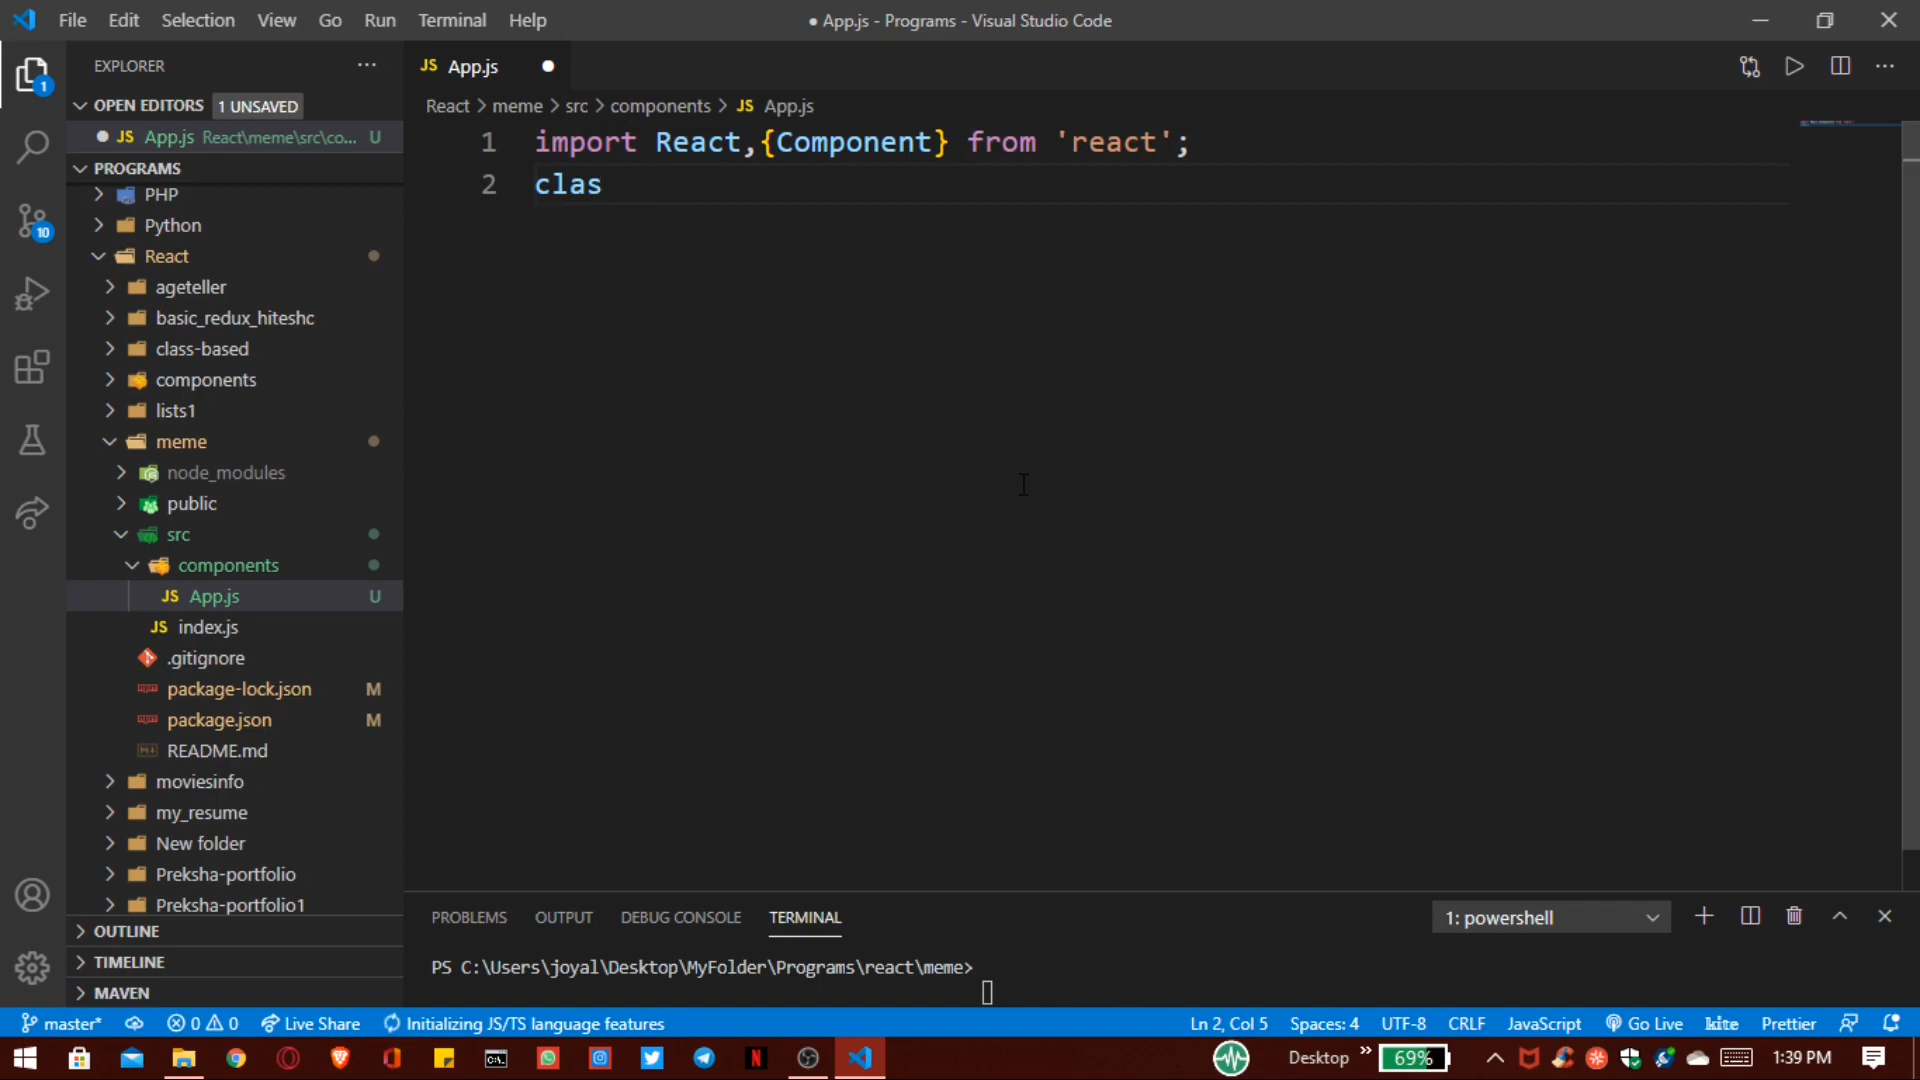 File Edit Selection View Go Run Terminal Help
● App.js - Programs - Visual Studio Code
EXPLORER
OPEN EDITORS 1 UNSAVED
JS App.js React\meme\src\co... U
PROGRAMS
PHP
Python
React
ageteller
basic_redux_hiteshc
class-based
components
lists1
meme
node_modules
public
src
components
JS App.js U
JS index.js
.gitignore
package-lock.json M
package.json M
README.md
moviesinfo
my_resume
New folder
Preksha-portfolio
Preksha-portfolio1
OUTLINE
TIMELINE
MAVEN
1
10
JS App.js
React > meme > src > components > JS App.js
1 import React,{Component} from 'react';
2 clas
PROBLEMS OUTPUT DEBUG CONSOLE TERMINAL
1: powershell
PS C:\Users\joyal\Desktop\MyFolder\Programs\react\meme>
master* 0 0 Live Share Initializing JS/TS language features
Ln 2, Col 5 Spaces: 4 UTF-8 CRLF JavaScript Go Live kite Prettier
Desktop » 69% 1:39 PM